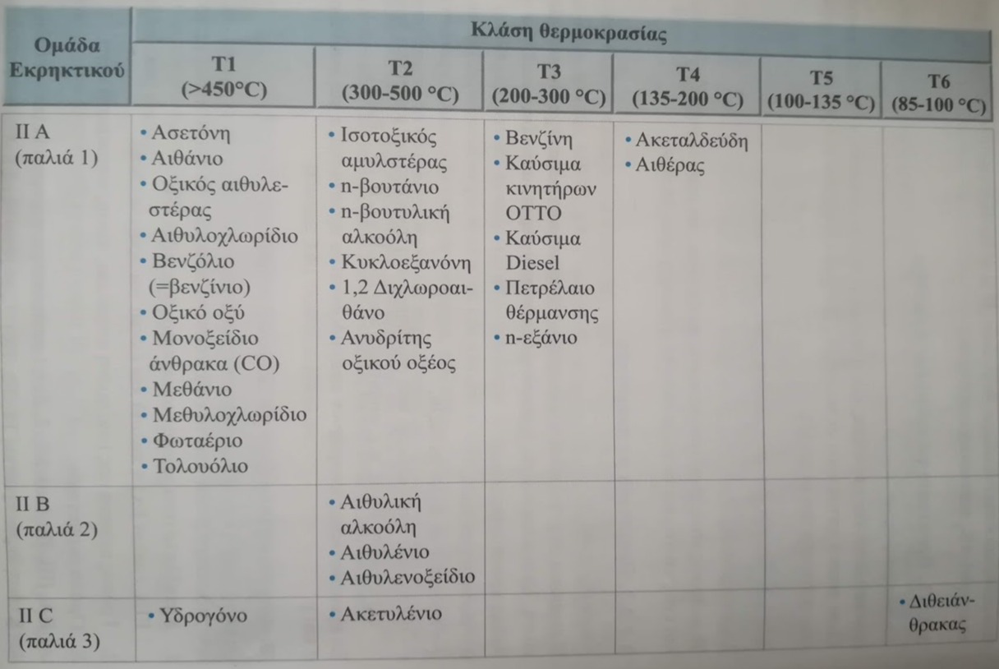 Ομάδα
Εκρηκτικού
Κλάση θερμοκρασίας
T1
(>450°C)
T2
(300-500 °C)
T3
(200-300 °C)
T4
(135-200 °C)
T5
(100-135 °C)
T6
(85-100 °C)
II A
(παλιά 1)
• Ασετόνη
• Αιθάνιο
• Οξικός αιθυλε-
στέρας
• Αιθυλοχλωρίδιο
• Βενζόλιο
(=βενζίνιο)
• Οξικό οξύ
• Μονοξείδιο
άνθρακα (CO)
• Μεθάνιο
• Μεθυλοχλωρίδιο
• Φωταέριο
• Τολουόλιο
• Ισοτοξικός
αμυλστέρας
• n-βουτάνιο
• n-βουτυλική
αλκοόλη
• Κυκλοεξανόνη
• 1,2 Διχλωροαι-
θάνο
• Ανυδρίτης
οξικού οξέος
• Βενζίνη
• Καύσιμα
κινητήρων
OTTO
• Καύσιμα
Diesel
• Πετρέλαιο
θέρμανσης
• n-εξάνιο
• Ακεταλδεύδη
• Αιθέρας
II B
(παλιά 2)
• Αιθυλική
αλκοόλη
• Αιθυλένιο
• Αιθυλενοξείδιο
II C
(παλιά 3)
• Υδρογόνο
• Ακετυλένιο
• Διθειάν-
θρακας